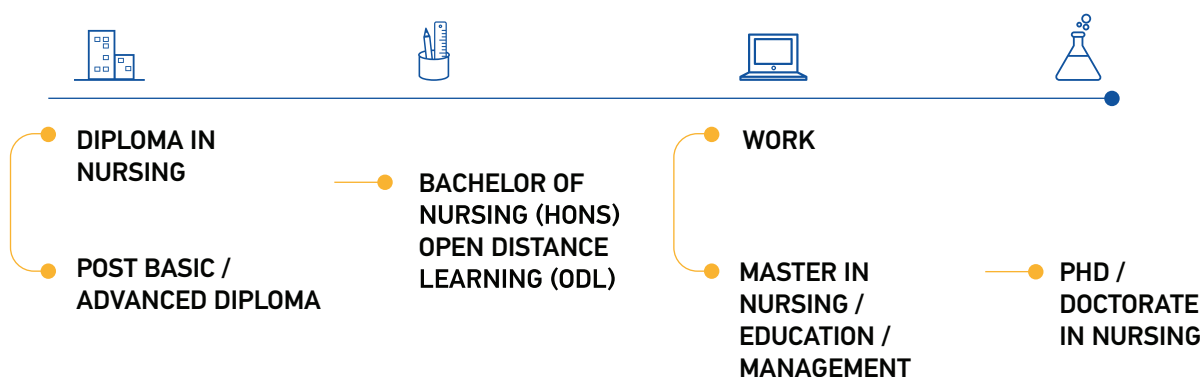 DIPLOMA IN
NURSING
POST BASIC /
ADVANCED DIPLOMA
BACHELOR OF
NURSING (HONS)
OPEN DISTANCE
LEARNING (ODL)
WORK
MASTER IN
NURSING /
EDUCATION /
MANAGEMENT
PHD /
DOCTORATE
IN NURSING